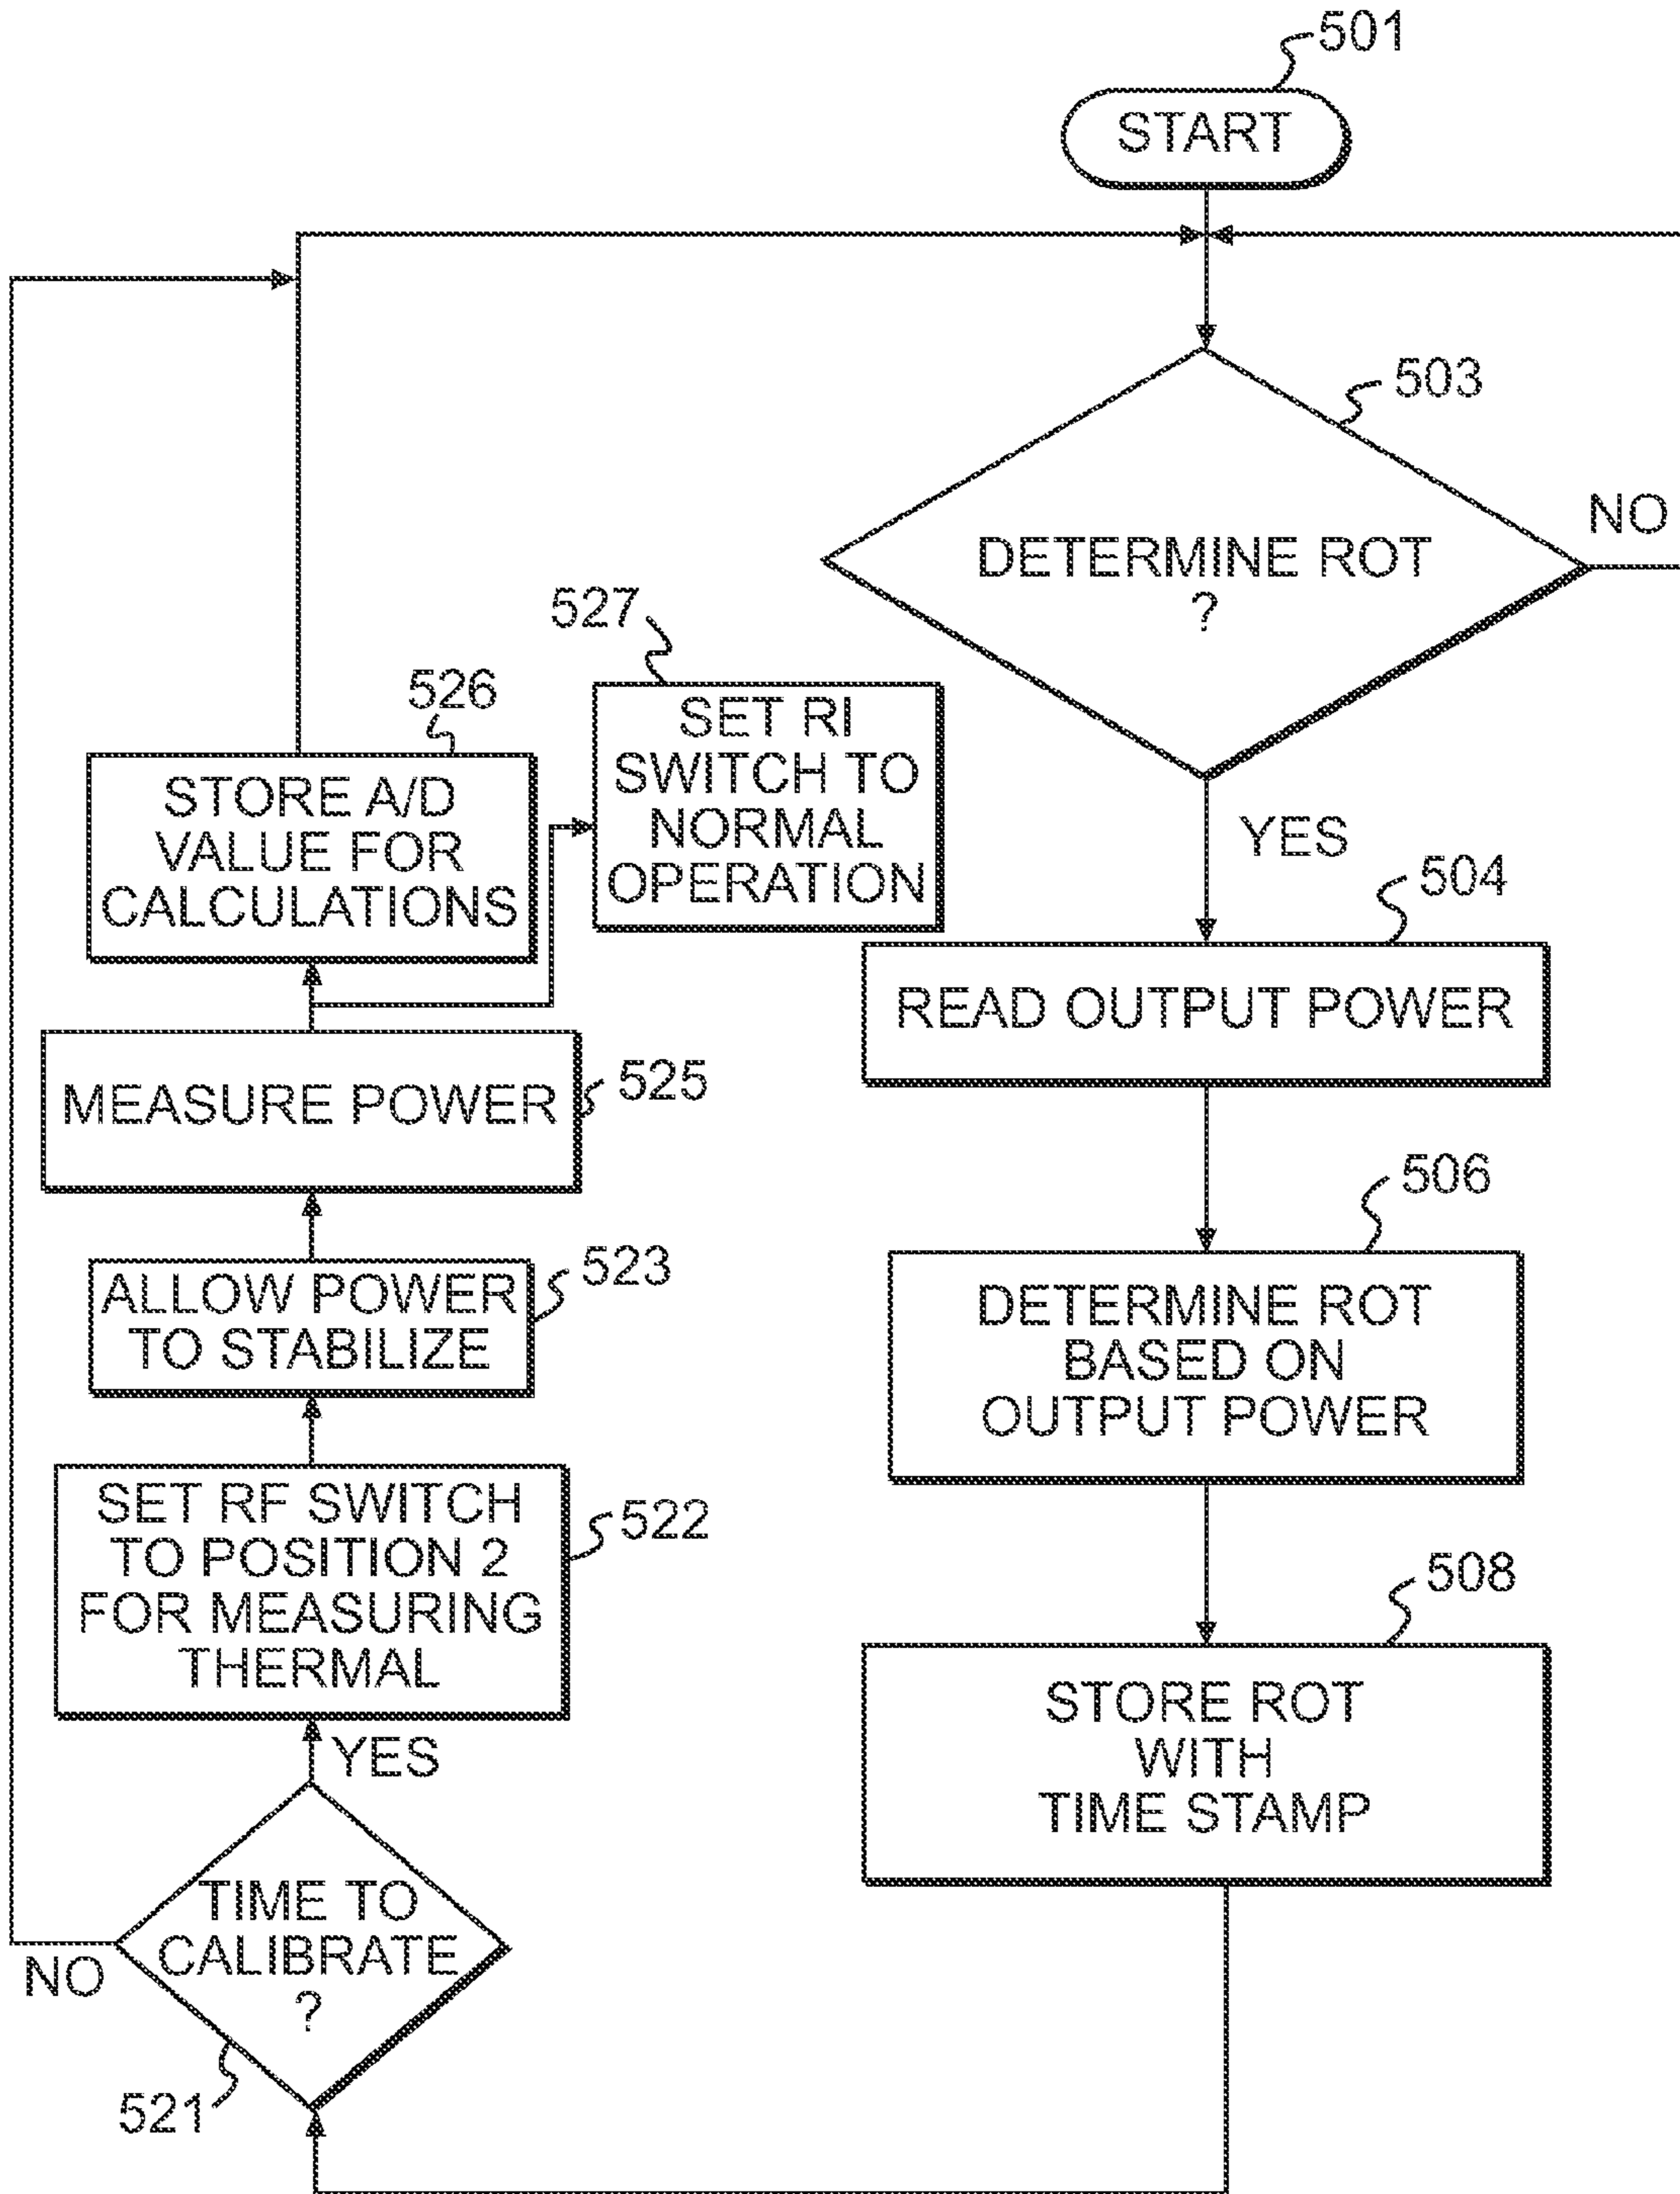 501
START
503
DETERMINE ROT
?
NO
YES
504
READ OUTPUT POWER
506
DETERMINE ROT
BASED ON
OUTPUT POWER
508
STORE ROT
WITH
TIME STAMP
521
TIME TO
CALIBRATE
?
NO
YES
522
SET RF SWITCH
TO POSITION 2
FOR MEASURING
THERMAL
523
ALLOW POWER
TO STABILIZE
525
MEASURE POWER
526
STORE A/D
VALUE FOR
CALCULATIONS
527
SET RI
SWITCH TO
NORMAL
OPERATION